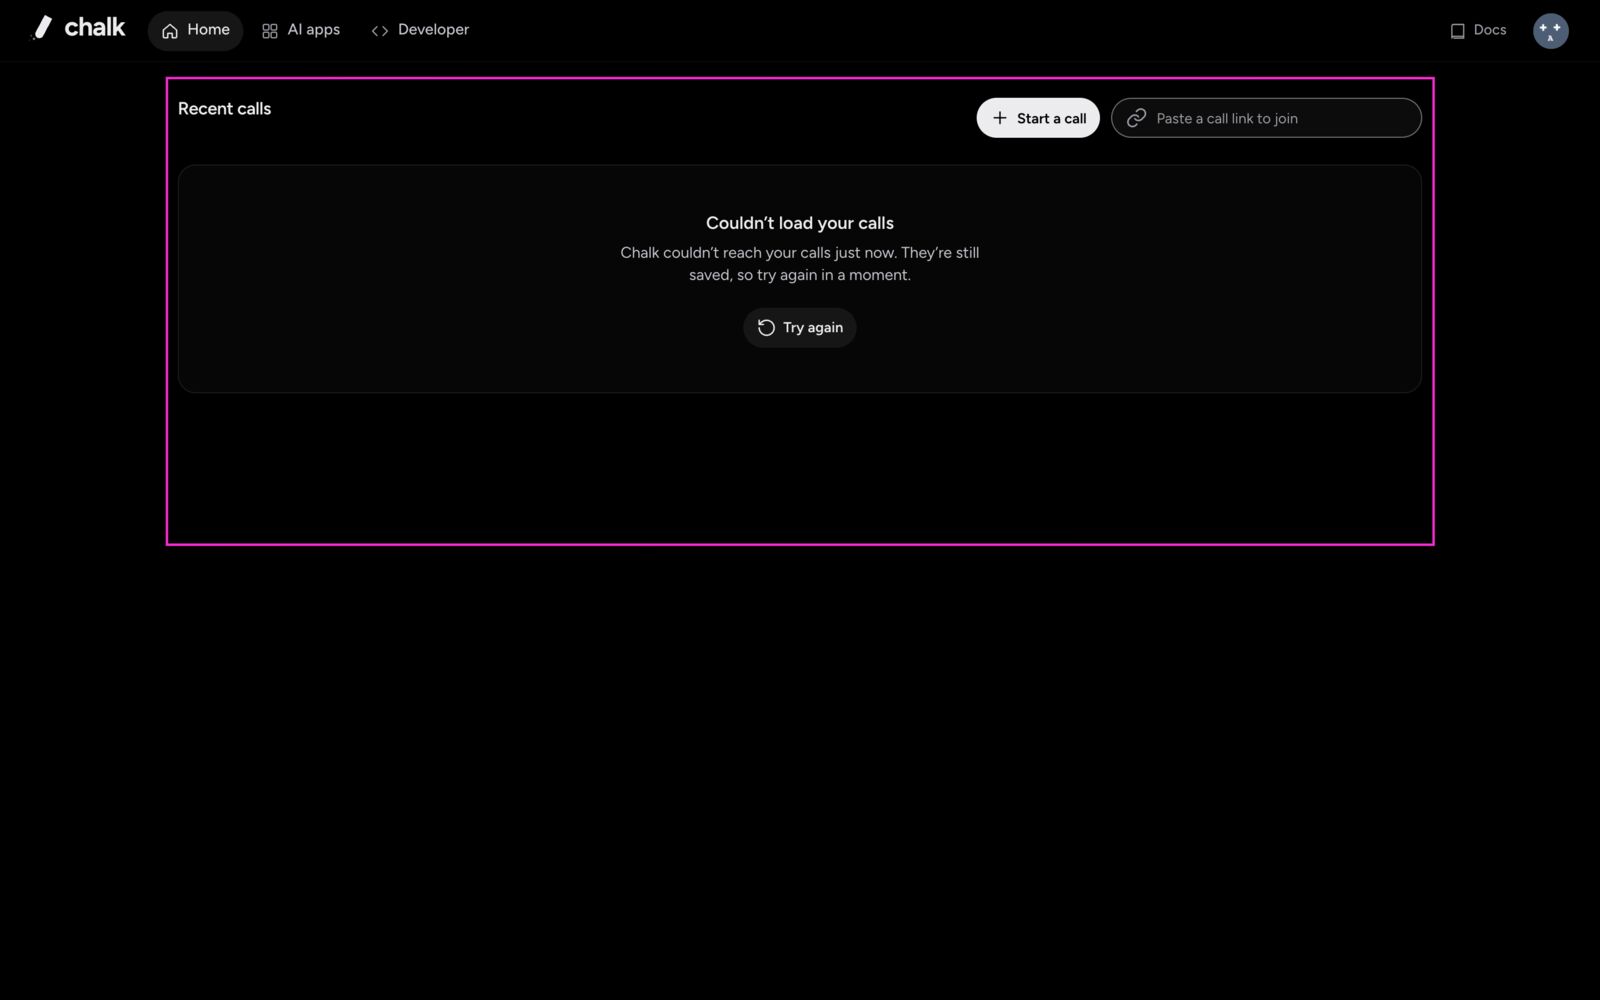 chalk
Home
AI apps
Developer
Docs
Recent calls
Start a call
Paste a call link to join
Couldn’t load your calls
Chalk couldn’t reach your calls just now. They’re still
saved, so try again in a moment.
Try again